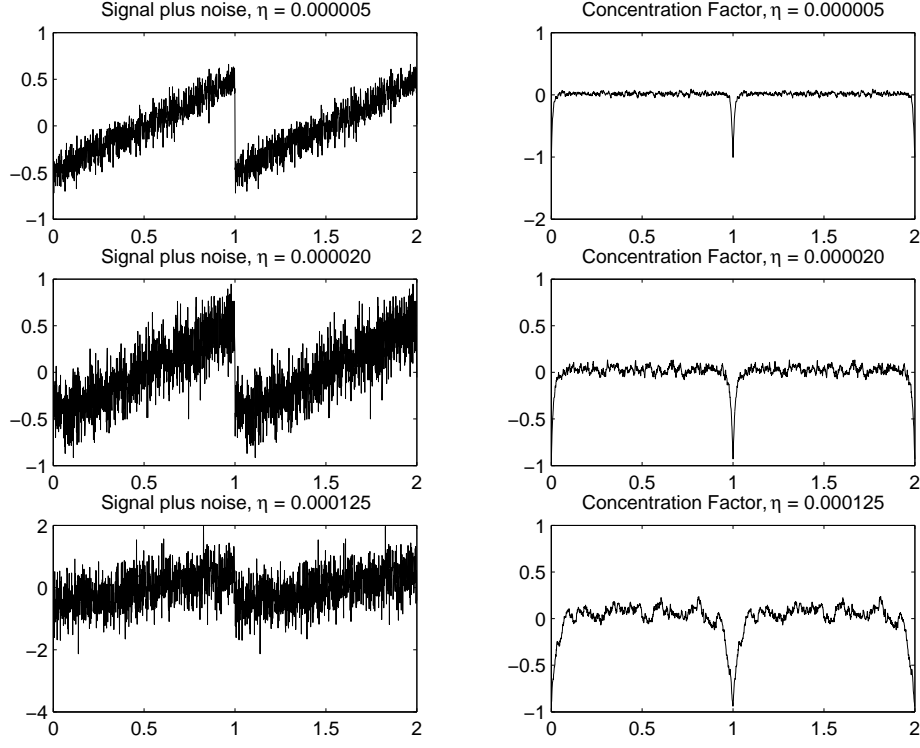 Signal plus noise, η = 0.000005
1
0.5
0
−0.5
−1
0 0.5 1 1.5 2
Concentration Factor, η = 0.000005
1
0
−1
−2
0 0.5 1 1.5 2
Signal plus noise, η = 0.000020
1
0.5
0
−0.5
−1
0 0.5 1 1.5 2
Concentration Factor, η = 0.000020
1
0.5
0
−0.5
−1
0 0.5 1 1.5 2
Signal plus noise, η = 0.000125
2
0
−2
−4
0 0.5 1 1.5 2
Concentration Factor, η = 0.000125
1
0.5
0
−0.5
−1
0 0.5 1 1.5 2